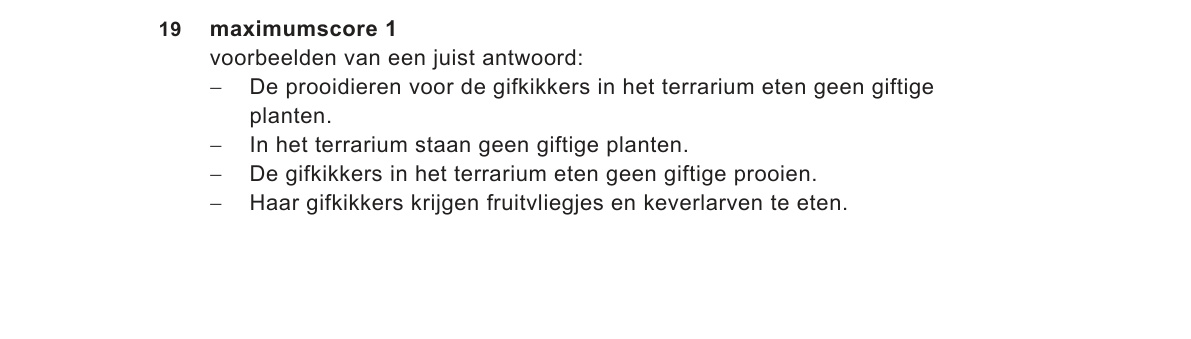 19 maximumscore 1
voorbeelden van een juist antwoord:
− De prooidieren voor de gifkikkers in het terrarium eten geen giftige
planten.
− In het terrarium staan geen giftige planten.
− De gifkikkers in het terrarium eten geen giftige prooien.
− Haar gifkikkers krijgen fruitvliegjes en keverlarven te eten.